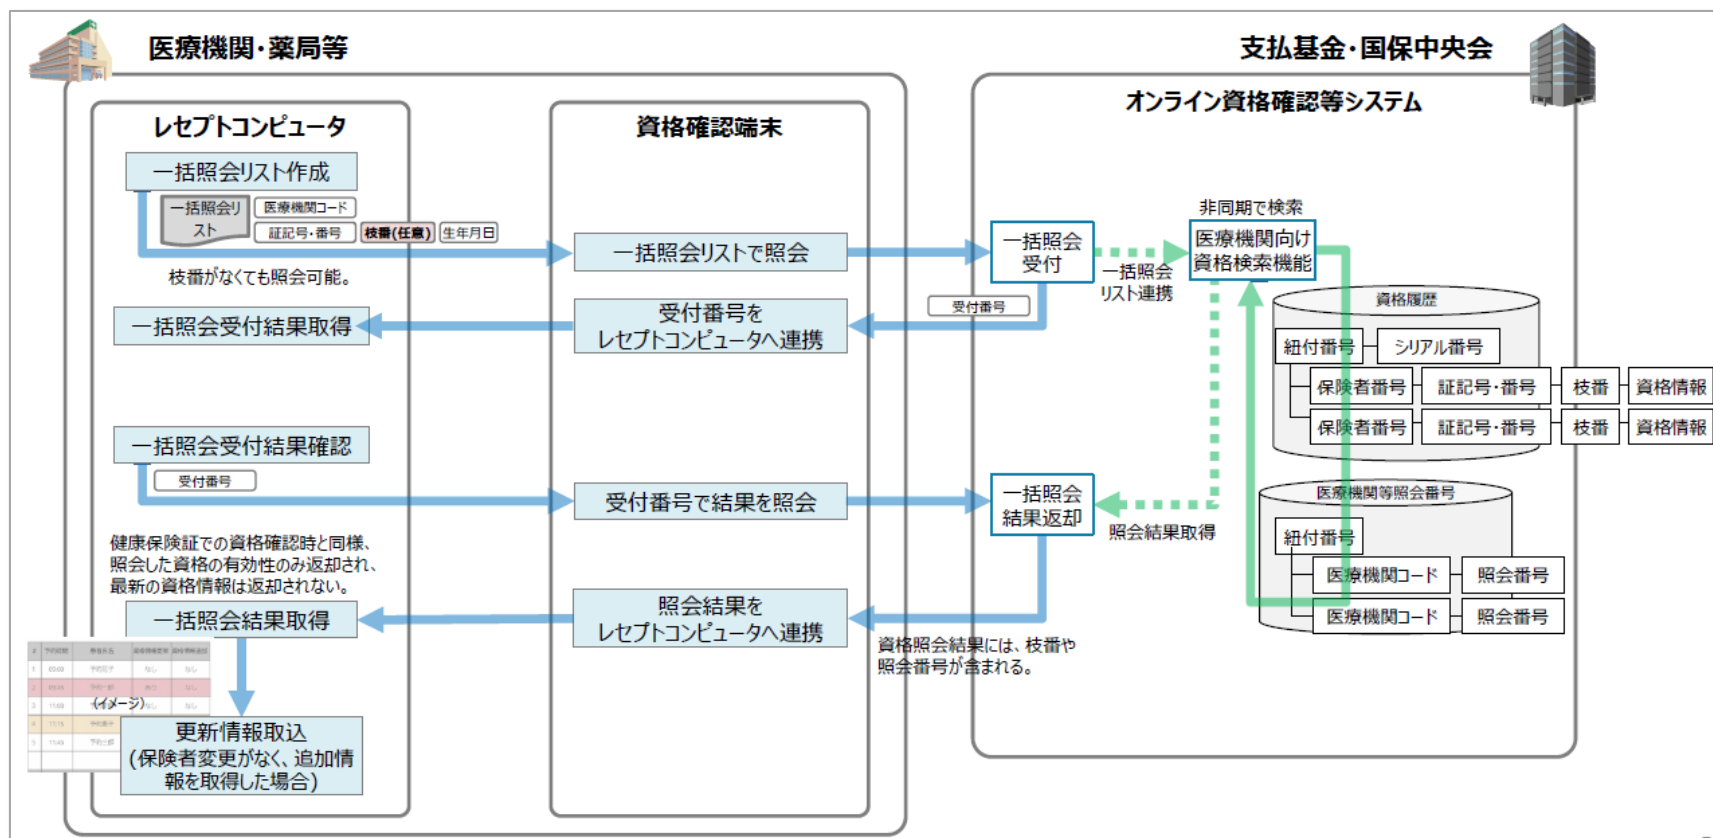 医療機関・薬局等
支払基金・国保中央会
オンライン資格確認等システム
レセプトコンピュータ
資格確認端末
一括照会リスト作成
一括照会リ
スト
医療機関コード
証記号・番号
枝番(任意)
生年月日
枝番がなくても照会可能。
一括照会リストで照会
一括照会
受付
一括照会
リスト連携
非同期で検索
医療機関向け
資格検索機能
受付番号
受付番号を
レセプトコンピュータへ連携
一括照会受付結果取得
資格履歴
紐付番号
シリアル番号
保険者番号
証記号・番号
枝番
資格情報
保険者番号
証記号・番号
枝番
資格情報
一括照会受付結果確認
受付番号
受付番号で結果を照会
一括照会
結果返却
照会結果取得
医療機関等照会番号
紐付番号
医療機関コード
照会番号
医療機関コード
照会番号
健康保険証での資格確認時と同様、
照会した資格の有効性のみ返却され、
最新の資格情報は返却されない。
一括照会結果取得
照会結果を
レセプトコンピュータへ連携
資格照会結果には、枝番や
照会番号が含まれる。
(イメージ)
更新情報取込
(保険者変更がなく、追加情
報を取得した場合)